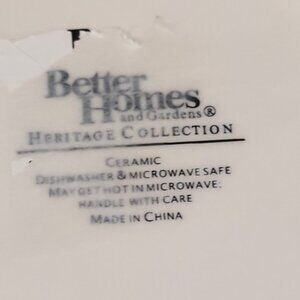 Better
Homes
and Gardens®
HERITAGE COLLECTION
CERAMIC
DISHWASHER & MICROWAVE SAFE
MAY GET HOT IN MICROWAVE;
HANDLE WITH CARE
MADE IN CHINA